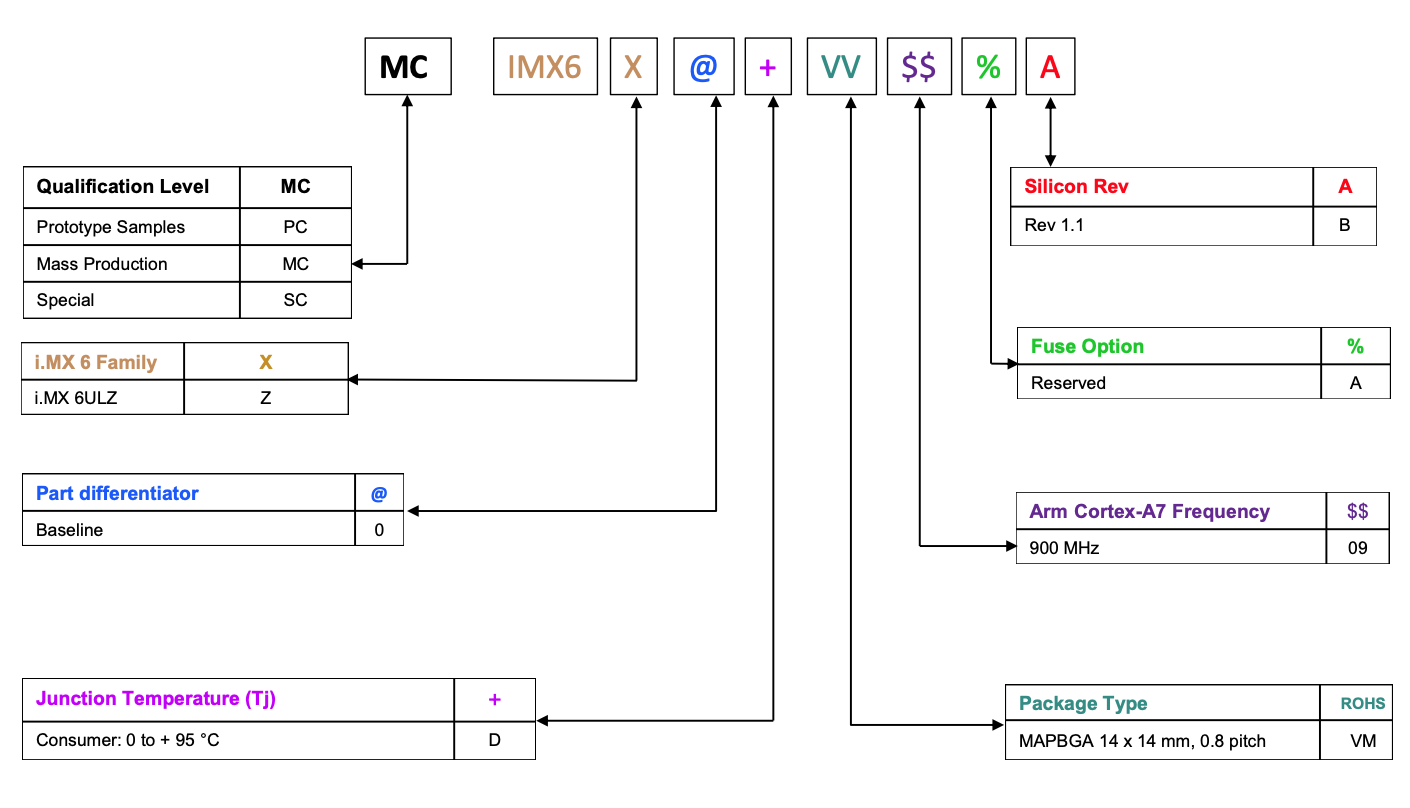 MC IMX6 X @ + VV $$ % A
Qualification Level MC
Prototype Samples PC
Mass Production MC
Special SC
i.MX 6 Family X
i.MX 6ULZ Z
Part differentiator @
Baseline 0
Junction Temperature (Tj) +
Consumer: 0 to + 95 °C D
Silicon Rev A
Rev 1.1 B
Fuse Option %
Reserved A
Arm Cortex-A7 Frequency $$
900 MHz 09
Package Type ROHS
MAPBGA 14 x 14 mm, 0.8 pitch VM